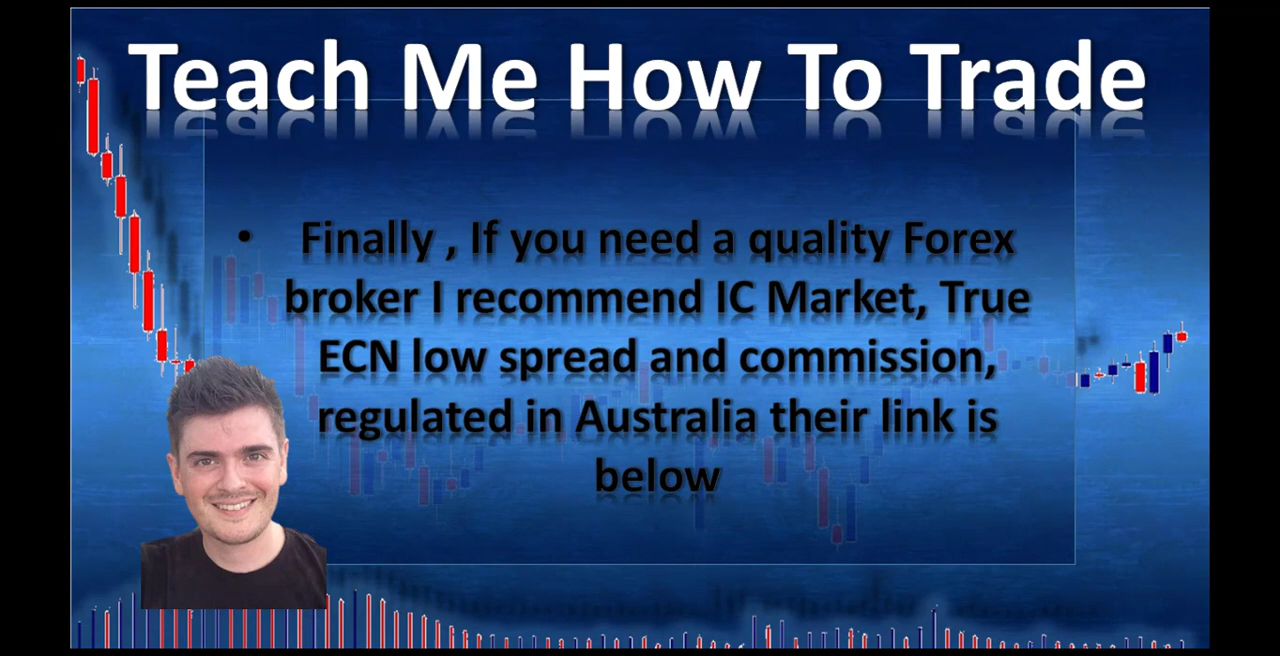 Teach Me How To Trade
• Finally , If you need a quality Forex
broker I recommend IC Market, True
ECN low spread and commission,
regulated in Australia their link is
below